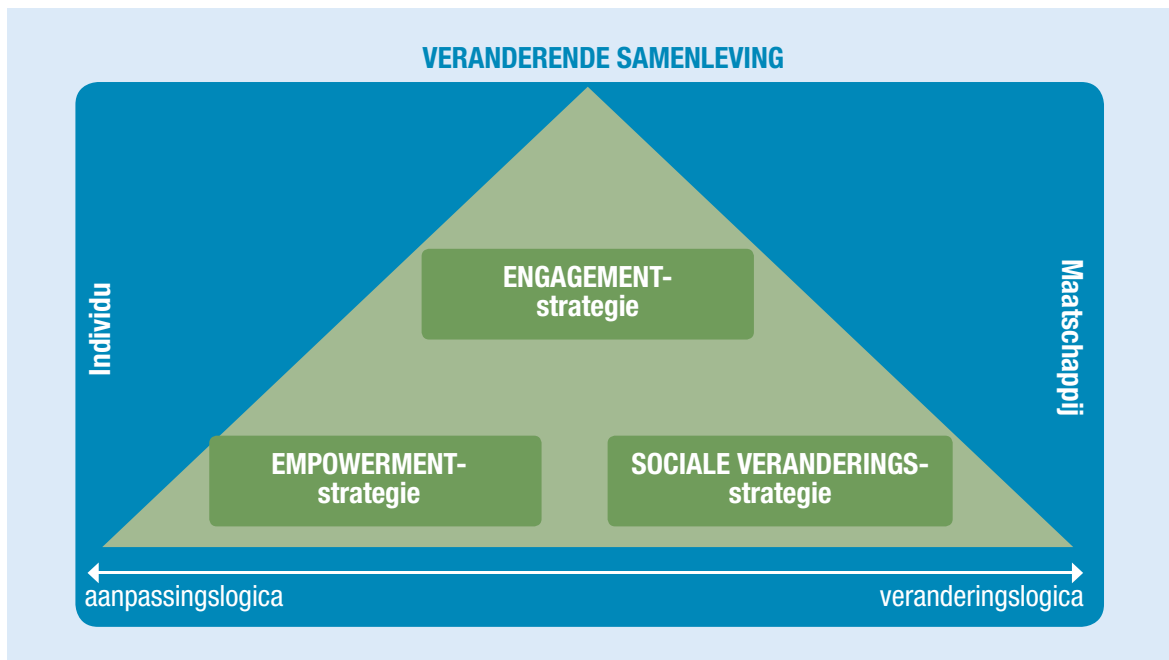 VERANDERENDE SAMENLEVING
Individu
Maatschappij
ENGAGEMENT-
strategie
EMPOWERMENT-
strategie
SOCIALE VERANDERINGS-
strategie
aanpassingslogica
veranderingslogica